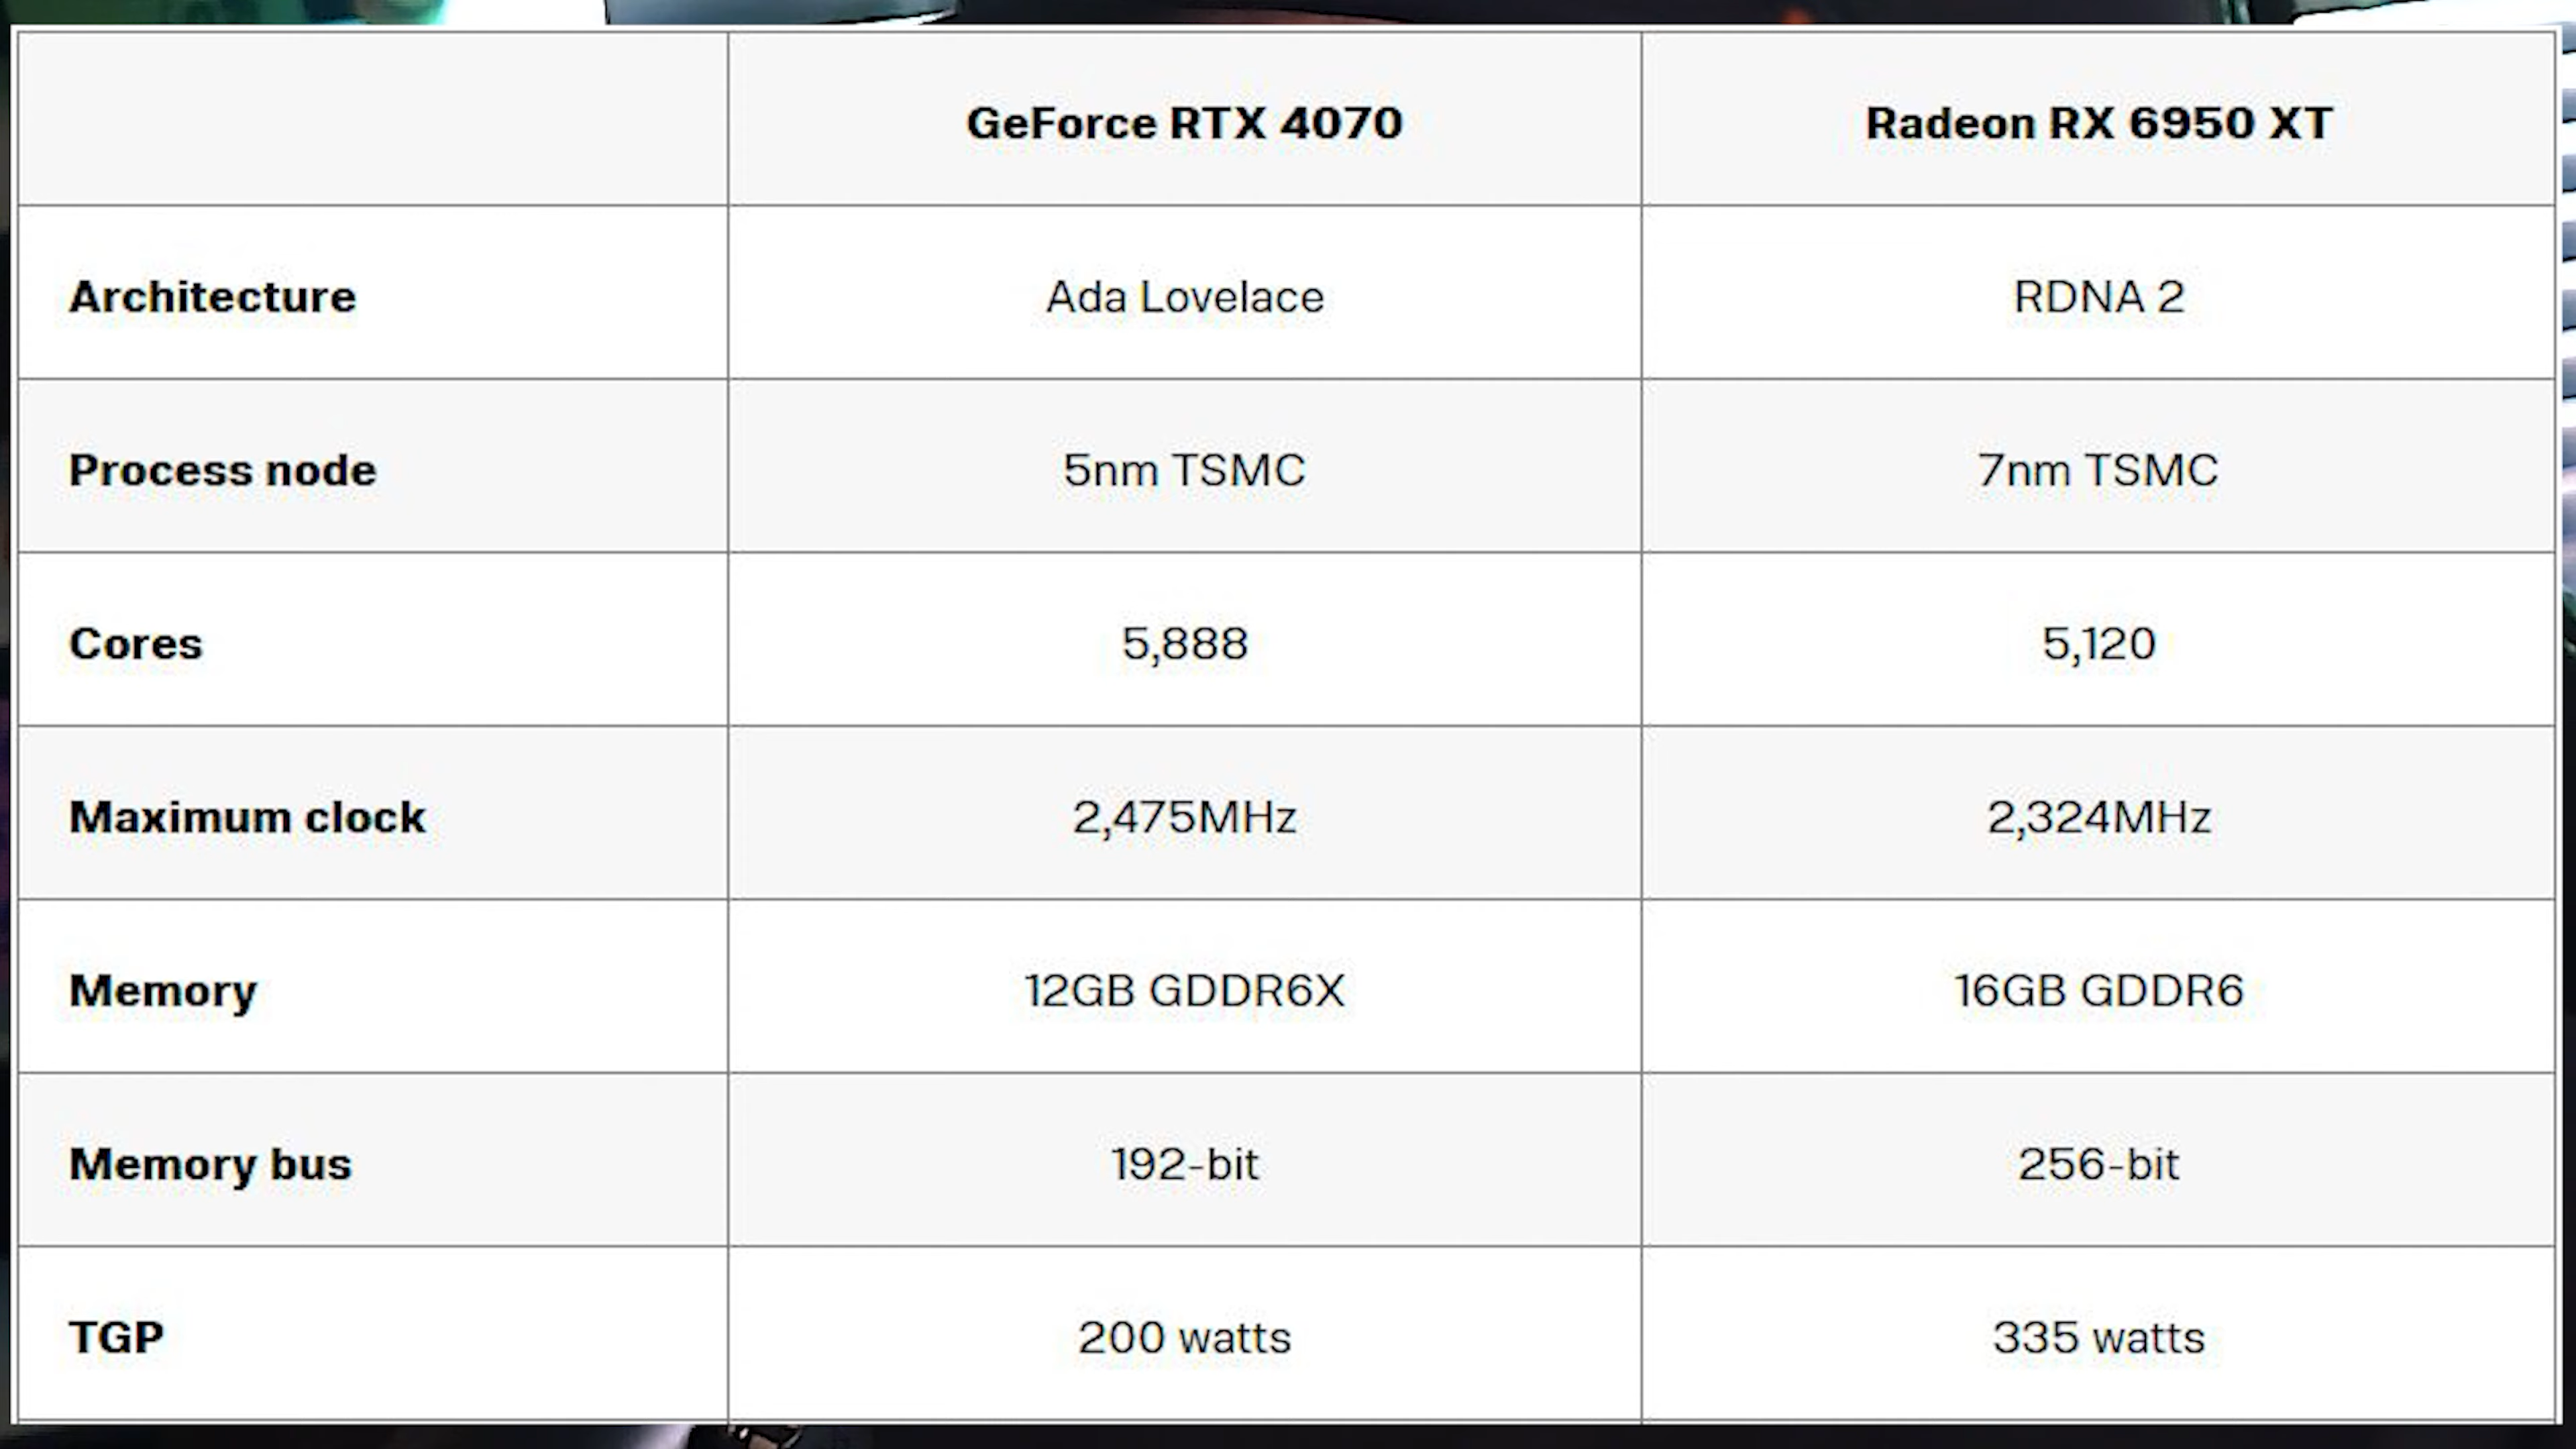 GeForce RTX 4070 Radeon RX 6950 XT
Architecture Ada Lovelace RDNA 2
Process node 5nm TSMC 7nm TSMC
Cores 5,888 5,120
Maximum clock 2,475MHz 2,324MHz
Memory 12GB GDDR6X 16GB GDDR6
Memory bus 192-bit 256-bit
TGP 200 watts 335 watts